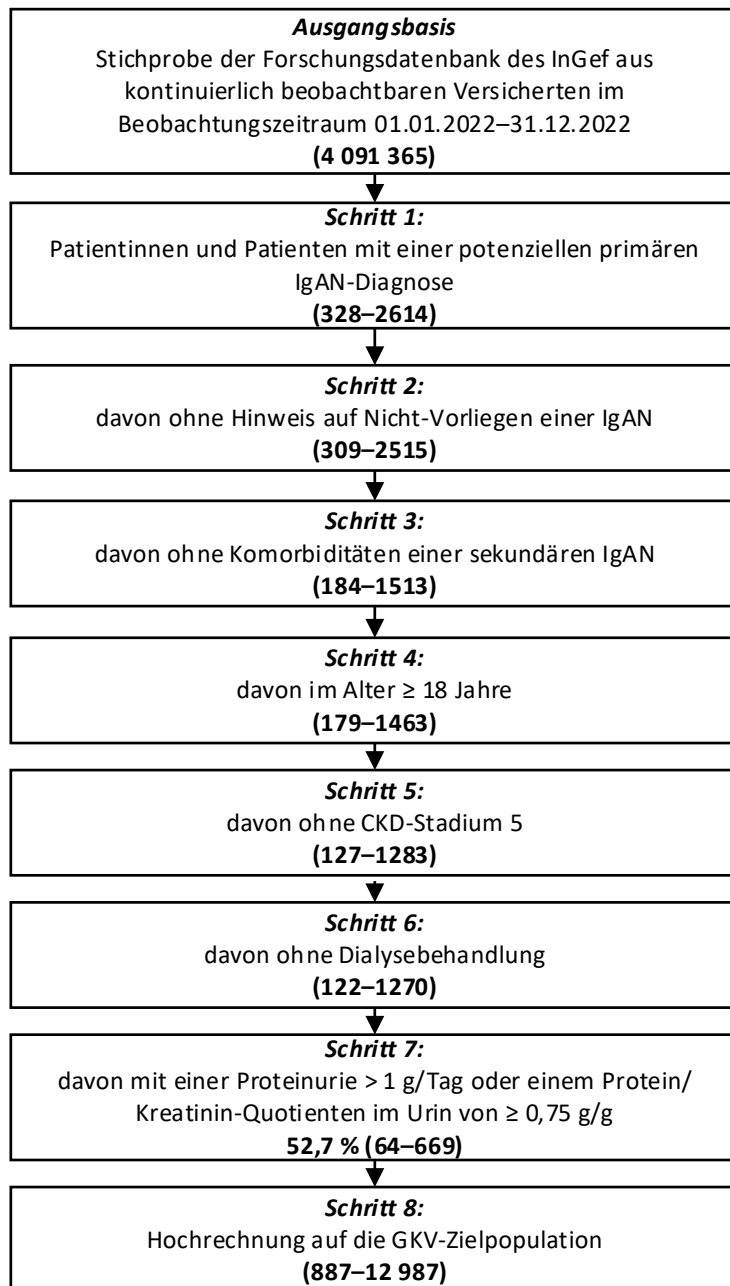 Ausgangsbasis
Stichprobe der Forschungsdatenbank des InGef aus
kontinuierlich beobachtbaren Versicherten im
Beobachtungszeitraum 01.01.2022–31.12.2022
(4 091 365)
Schritt 1:
Patientinnen und Patienten mit einer potenziellen primären
IgAN-Diagnose
(328–2614)
Schritt 2:
davon ohne Hinweis auf Nicht-Vorliegen einer IgAN
(309–2515)
Schritt 3:
davon ohne Komorbiditäten einer sekundären IgAN
(184–1513)
Schritt 4:
davon im Alter ≥ 18 Jahre
(179–1463)
Schritt 5:
davon ohne CKD-Stadium 5
(127–1283)
Schritt 6:
davon ohne Dialysebehandlung
(122–1270)
Schritt 7:
davon mit einer Proteinurie > 1 g/Tag oder einem Protein/
Kreatinin-Quotienten im Urin von ≥ 0,75 g/g
52,7 % (64–669)
Schritt 8:
Hochrechnung auf die GKV-Zielpopulation
(887–12 987)